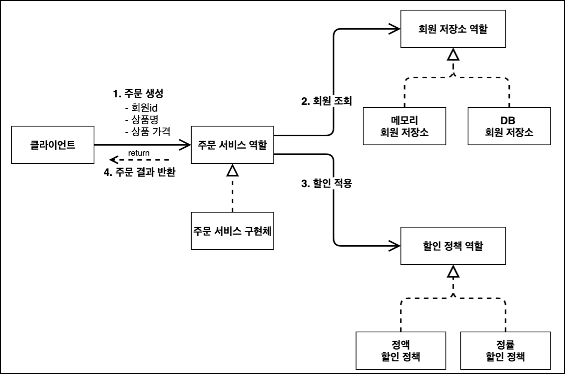 회원 저장소 역할
1. 주문 생성
- 회원id
- 상품명
- 상품 가격
2. 회원 조회
메모리
회원 저장소
DB
회원 저장소
클라이언트
주문 서비스 역할
return
4. 주문 결과 반환
3. 할인 적용
주문 서비스 구현체
할인 정책 역할
정액
할인 정책
정률
할인 정책